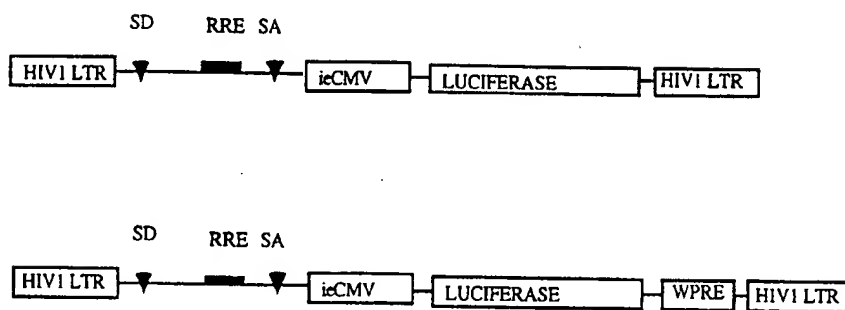 SD RRE SA
HIV1 LTR ieCMV LUCIFERASE HIV1 LTR
SD RRE SA
HIV1 LTR ieCMV LUCIFERASE WPRE HIV1 LTR